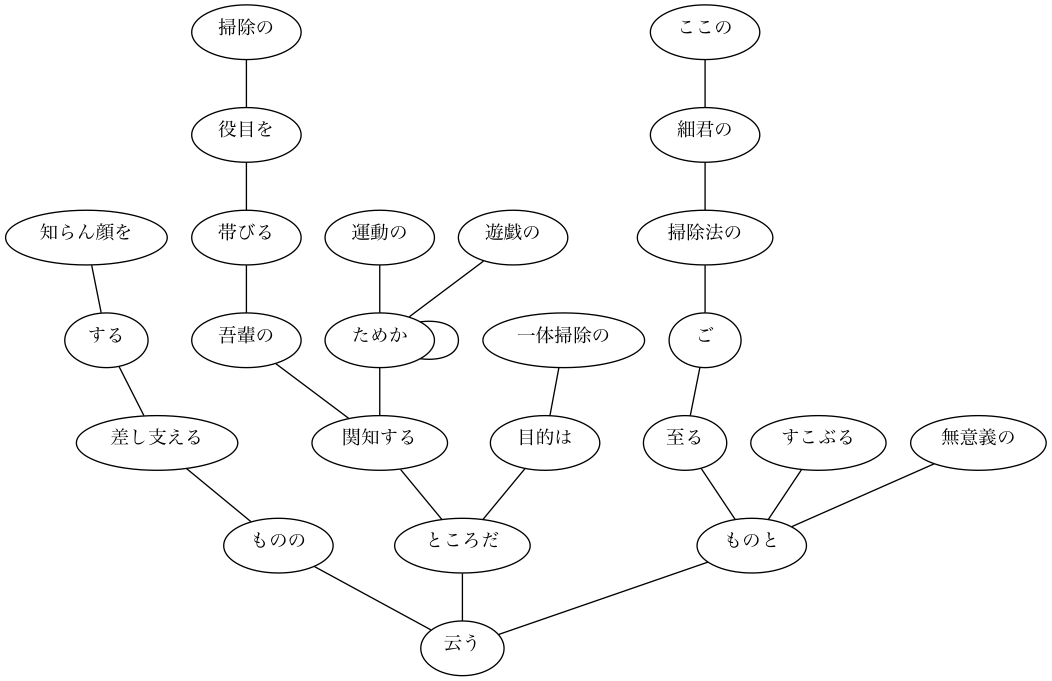 掃除の
ここの
役目を
細君の
知らん顔を
帯びる
運動の
遊戯の
掃除法の
する
吾輩の
ためか
一体掃除の
ご
差し支える
関知する
目的は
至る
すこぶる
無意義の
ものの
ところだ
ものと
云う